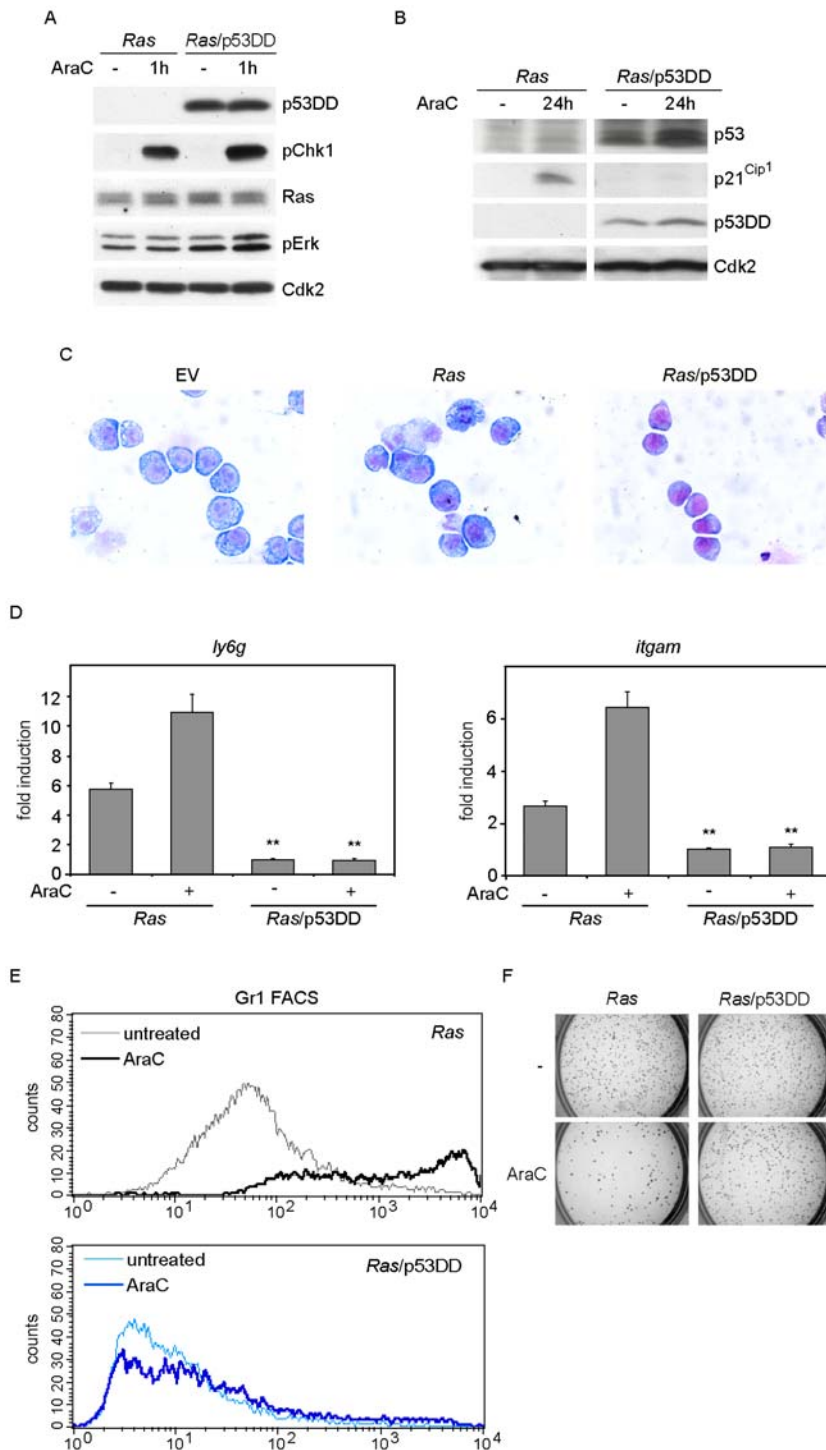 A
Ras Ras/p53DD
AraC - 1h - 1h
p53DD
pChk1
Ras
pErk
Cdk2
B
Ras Ras/p53DD
AraC - 24h - 24h
p53
p21Cip1
p53DD
Cdk2
C
EV Ras Ras/p53DD
D
ly6g
fold induction
12
10
8
6
4
2
0
** **
AraC - + - +
Ras Ras/p53DD
itgam
fold induction
6
4
2
0
** **
AraC - + - +
Ras Ras/p53DD
E
Gr1 FACS
counts
0 10 20 30 40 50 60 70 80
untreated
AraC
Ras
10^0 10^1 10^2 10^3 10^4
counts
0 10 20 30 40 50 60 70 80
untreated
AraC
Ras/p53DD
10^0 10^1 10^2 10^3 10^4
F
Ras Ras/p53DD
-
AraC